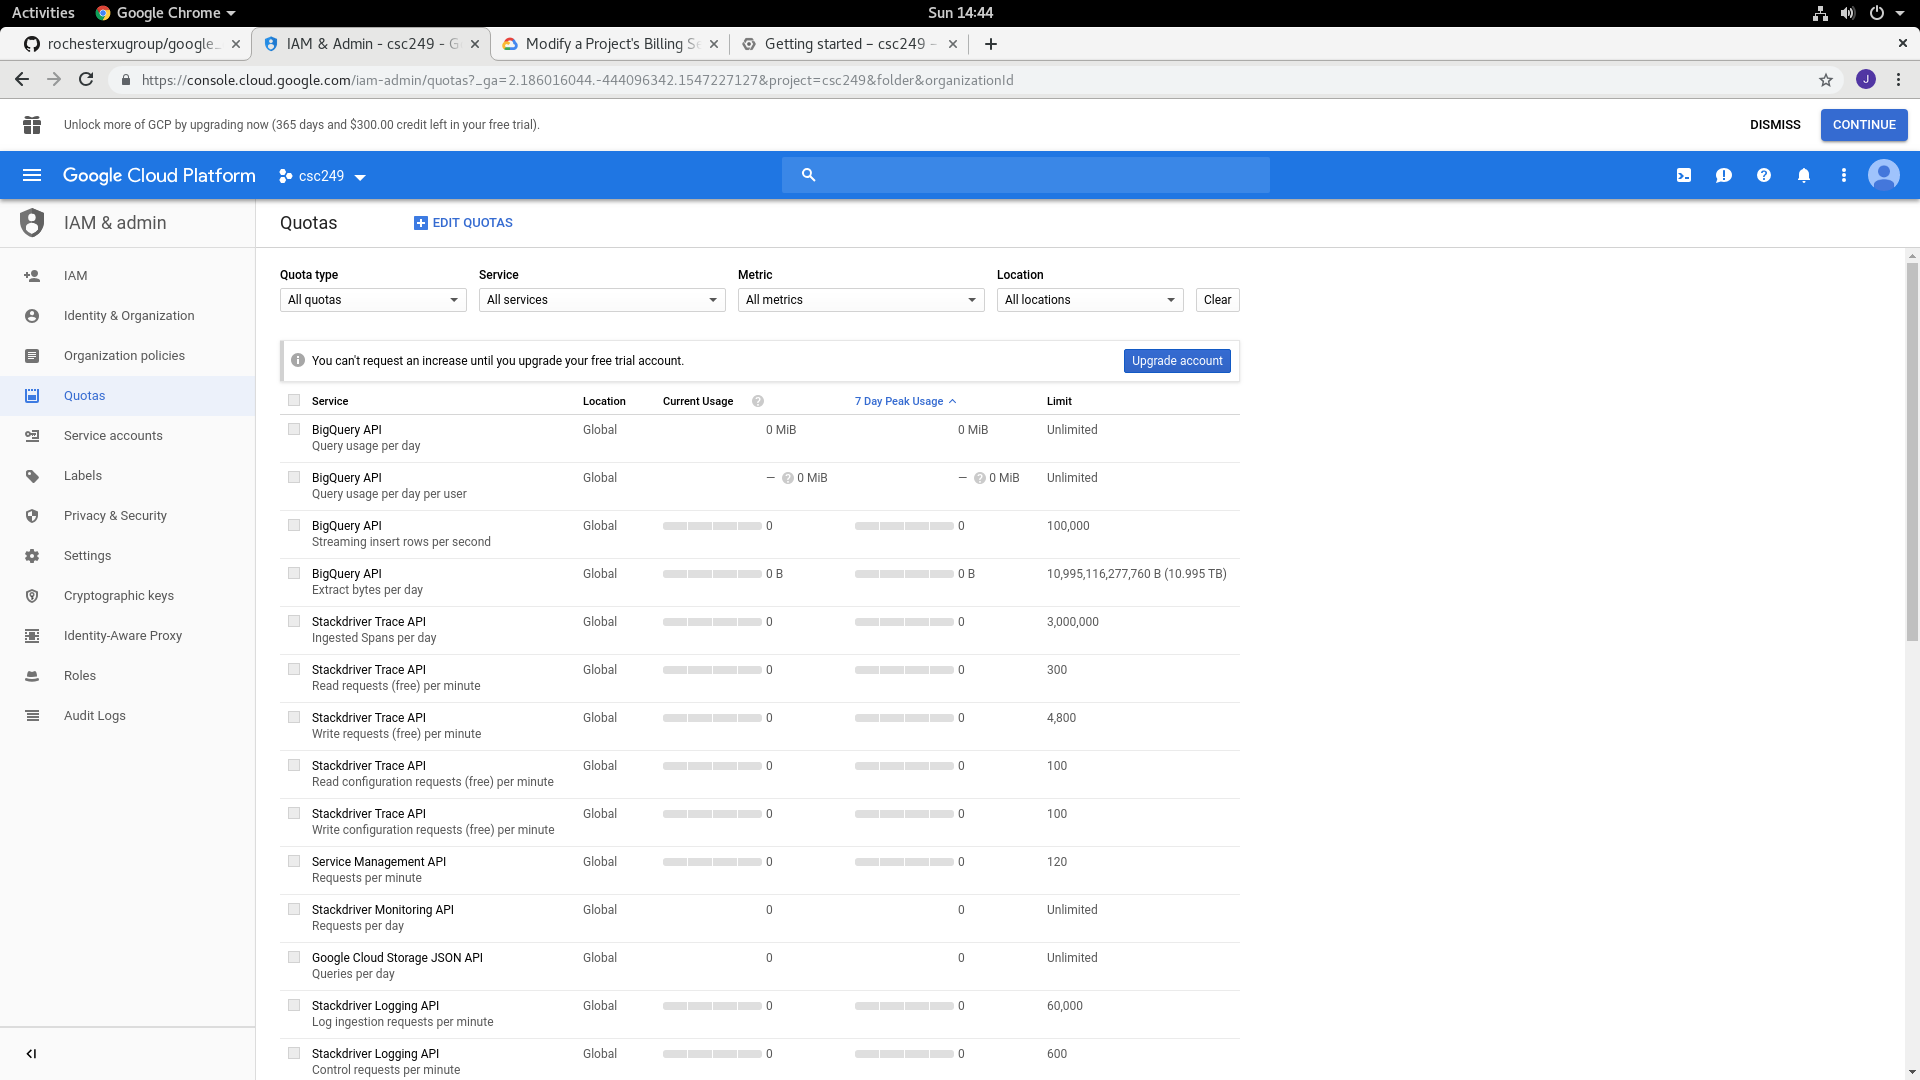 Activities Google Chrome Sun 14:44
rochesterxugroup/google_ IAM & Admin - csc249 - G Modify a Project's Billing Se Getting started – csc249 –
https://console.cloud.google.com/iam-admin/quotas?_ga=2.186016044.-444096342.1547227127&project=csc249&folder&organizationId J
Unlock more of GCP by upgrading now (365 days and $300.00 credit left in your free trial). DISMISS CONTINUE
Google Cloud Platform csc249
IAM & admin
IAM
Identity & Organization
Organization policies
Quotas
Service accounts
Labels
Privacy & Security
Settings
Cryptographic keys
Identity-Aware Proxy
Roles
Audit Logs
Quotas EDIT QUOTAS
Quota type Service Metric Location
All quotas All services All metrics All locations Clear
You can't request an increase until you upgrade your free trial account. Upgrade account
Service Location Current Usage 7 Day Peak Usage Limit
BigQuery API Global 0 MiB 0 MiB Unlimited
Query usage per day
BigQuery API Global — 0 MiB — 0 MiB Unlimited
Query usage per day per user
BigQuery API Global 0 0 100,000
Streaming insert rows per second
BigQuery API Global 0 B 0 B 10,995,116,277,760 B (10.995 TB)
Extract bytes per day
Stackdriver Trace API Global 0 0 3,000,000
Ingested Spans per day
Stackdriver Trace API Global 0 0 300
Read requests (free) per minute
Stackdriver Trace API Global 0 0 4,800
Write requests (free) per minute
Stackdriver Trace API Global 0 0 100
Read configuration requests (free) per minute
Stackdriver Trace API Global 0 0 100
Write configuration requests (free) per minute
Service Management API Global 0 0 120
Requests per minute
Stackdriver Monitoring API Global 0 0 Unlimited
Requests per day
Google Cloud Storage JSON API Global 0 0 Unlimited
Queries per day
Stackdriver Logging API Global 0 0 60,000
Log ingestion requests per minute
Stackdriver Logging API Global 0 0 600
Control requests per minute